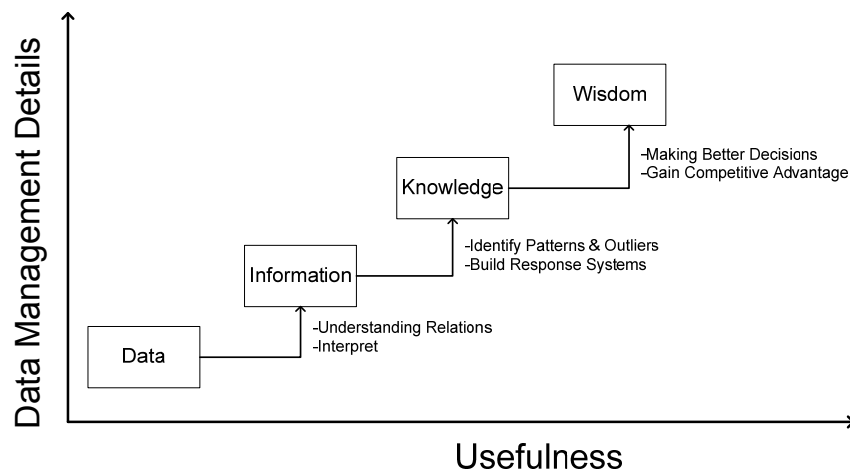 Data Management Details
Wisdom
-Making Better Decisions
-Gain Competitive Advantage
Knowledge
-Identify Patterns & Outliers
-Build Response Systems
Information
-Understanding Relations
-Interpret
Data
Usefulness